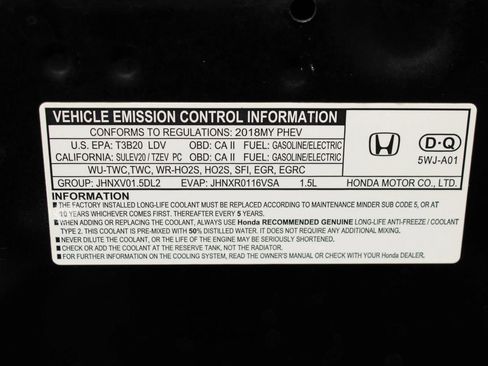 VEHICLE EMISSION CONTROL INFORMATION
CONFORMS TO REGULATIONS: 2018MY PHEV
U.S. EPA: T3B20 LDV OBD: CA II FUEL: GASOLINE/ELECTRIC
CALIFORNIA: SULEV20 / TZEV PC OBD: CA II FUEL: GASOLINE/ELECTRIC
WU-TWC,TWC, WR-HO2S, HO2S, SFI, EGR, EGRC
GROUP: JHNXV01.5DL2 EVAP: JHNXR0116VSA 1.5L
D·Q
5WJ-A01
HONDA MOTOR CO., LTD.
INFORMATION
■ THE FACTORY INSTALLED LONG-LIFE COOLANT MUST REPLACED ACCORDING TO MAINTENANCE MINDER SUB CODE 5, OR AT
10 YEARS WHICHEVER COMES FIRST. THEREAFTER, EVERY 5 YEARS.
■ WHEN ADDING OR REPLACING THE COOLANT, ALWAYS USE Honda RECOMMENDED GENUINE LONG-LIFE ANTI-FREEZE / COOLANT
TYPE 2. THIS COOLANT IS PRE-MIXED WITH 50% DISTILLED WATER. IT DOES NOT REQUIRE ANY ADDITIONAL MIXING.
■ NEVER DILUTE THE COOLANT, OR THE LIFE OF THE ENGINE MAY BE SERIOUSLY SHORTENED.
■ CHECK OR ADD COOLANT AT THE RESERVE TANK, NOT THE RADIATOR.
■ FOR FURTHER INFORMATION ON THE COOLING SYSTEM, READ THE OWNER'S MANUAL OR CHECK WITH YOUR Honda DEALER.